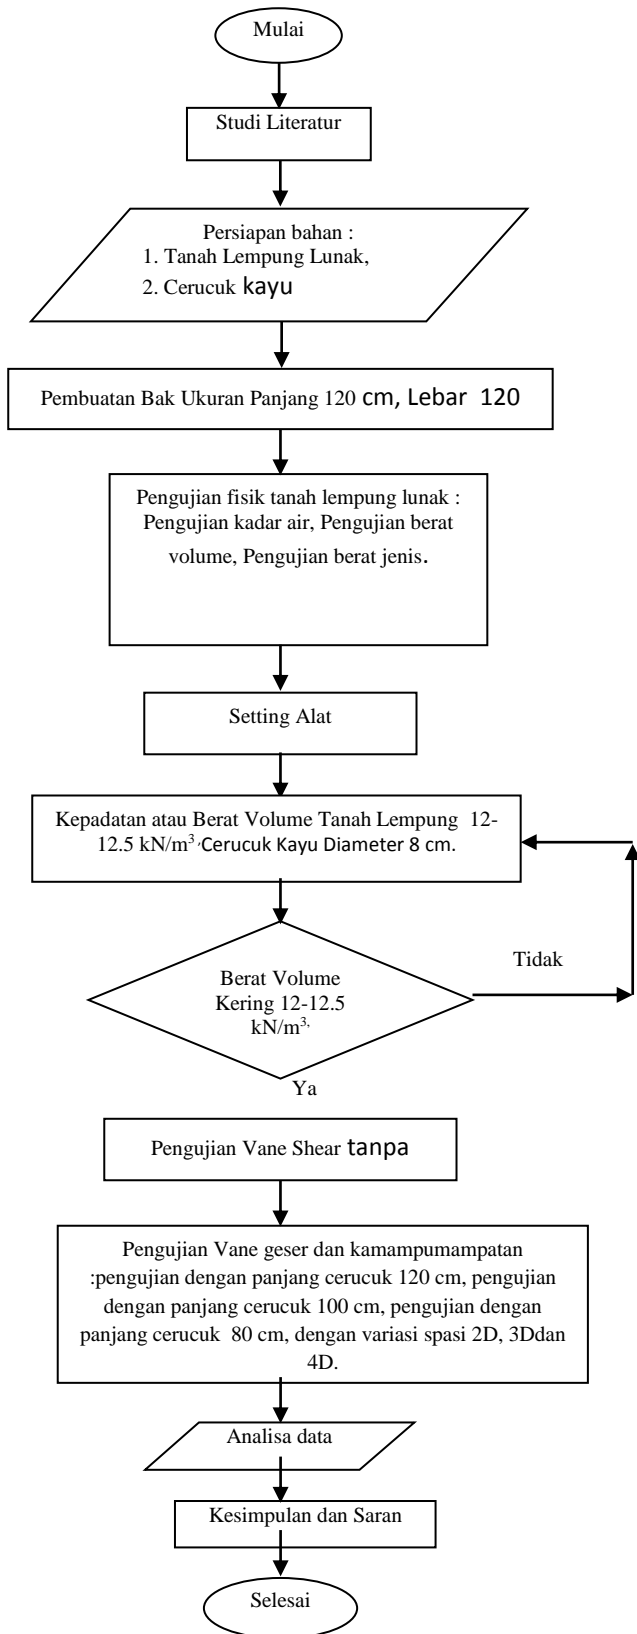 Mulai
Studi Literatur
Persiapan bahan :
1. Tanah Lempung Lunak,
2. Cerucuk kayu
Pembuatan Bak Ukuran Panjang 120 cm, Lebar 120
Pengujian fisik tanah lempung lunak :
Pengujian kadar air, Pengujian berat
volume, Pengujian berat jenis.
Setting Alat
Kepadatan atau Berat Volume Tanah Lempung 12-
12.5 kN/m³,Cerucuk Kayu Diameter 8 cm.
Tidak
Berat Volume
Kering 12-12.5
kN/m³,
Ya
Pengujian Vane Shear tanpa
Pengujian Vane geser dan kamampumampatan
:pengujian dengan panjang cerucuk 120 cm, pengujian
dengan panjang cerucuk 100 cm, pengujian dengan
panjang cerucuk 80 cm, dengan variasi spasi 2D, 3Ddan
4D.
Analisa data
Kesimpulan dan Saran
Selesai